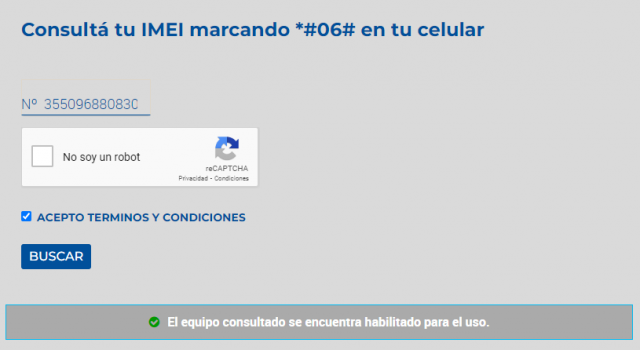 Consultá tu IMEI marcando *#06# en tu celular
Nº 355096880830
No soy un robot
reCAPTCHA
Privacidad - Condiciones
ACEPTO TERMINOS Y CONDICIONES
BUSCAR
El equipo consultado se encuentra habilitado para el uso.